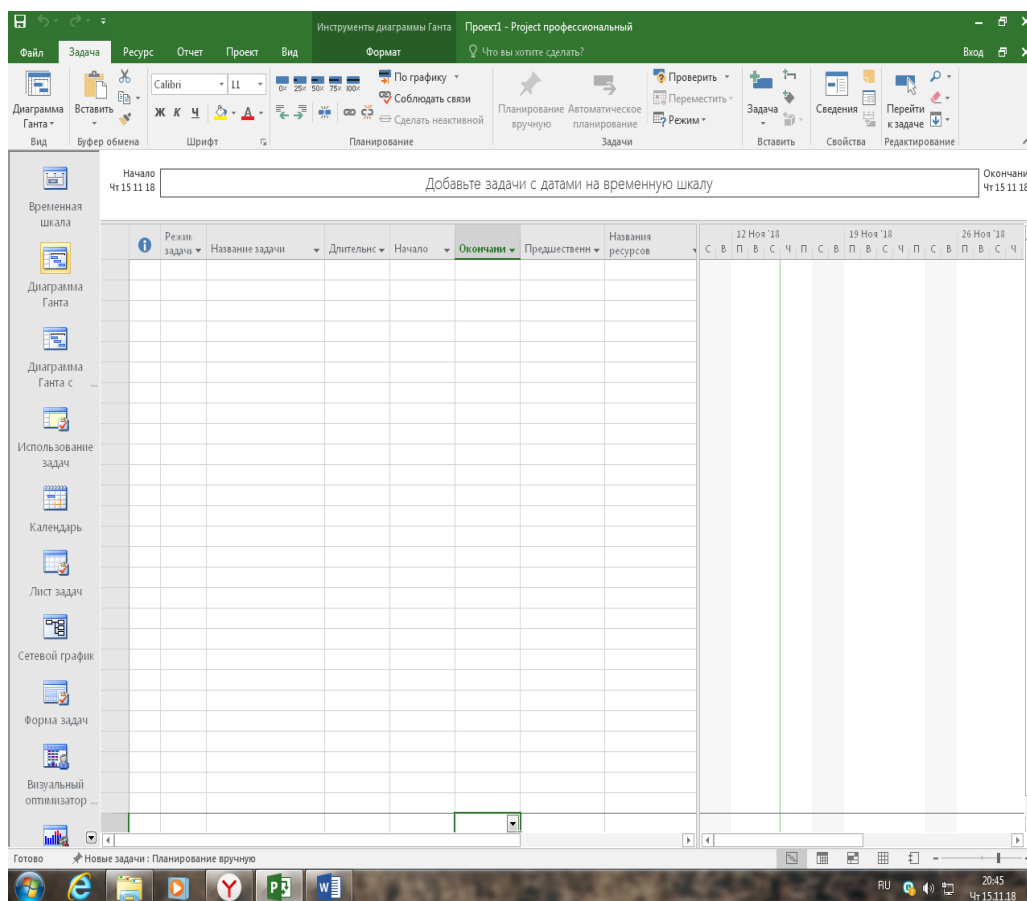 Инструменты диаграммы Ганта Проект1 - Project профессиональный
Файл Задача Ресурс Отчет Проект Вид Формат Что вы хотите сделать? Вход
Диаграмма Ганта
Вставить
Calibri 11
Ж К Ч
0× 25× 50× 75× 100×
По графику
Соблюдать связи
Сделать неактивной
Планирование вручную
Автоматическое планирование
Проверить
Переместить
Режим
Задача
Сведения
Перейти к задаче
Вид Буфер обмена Шрифт Планирование Задачи Вставить Свойства Редактирование
Начало
Чт 15 11 18
Добавьте задачи с датами на временную шкалу
Окончани
Чт 15 11 18
Временная шкала
Диаграмма Ганта
Диаграмма Ганта с ...
Использование задач
Календарь
Лист задач
Сетевой график
Форма задач
Визуальный оптимизатор ...
Режим задачи Название задачи Длительнс Начало Окончани Предшественн Названия ресурсов
12 Ноя '18 19 Ноя '18 26 Ноя '18
С В П В С Ч П С В П В С Ч П С В П В С Ч
Готово Новые задачи : Планирование вручную
RU
20:45
Чт 15.11.18